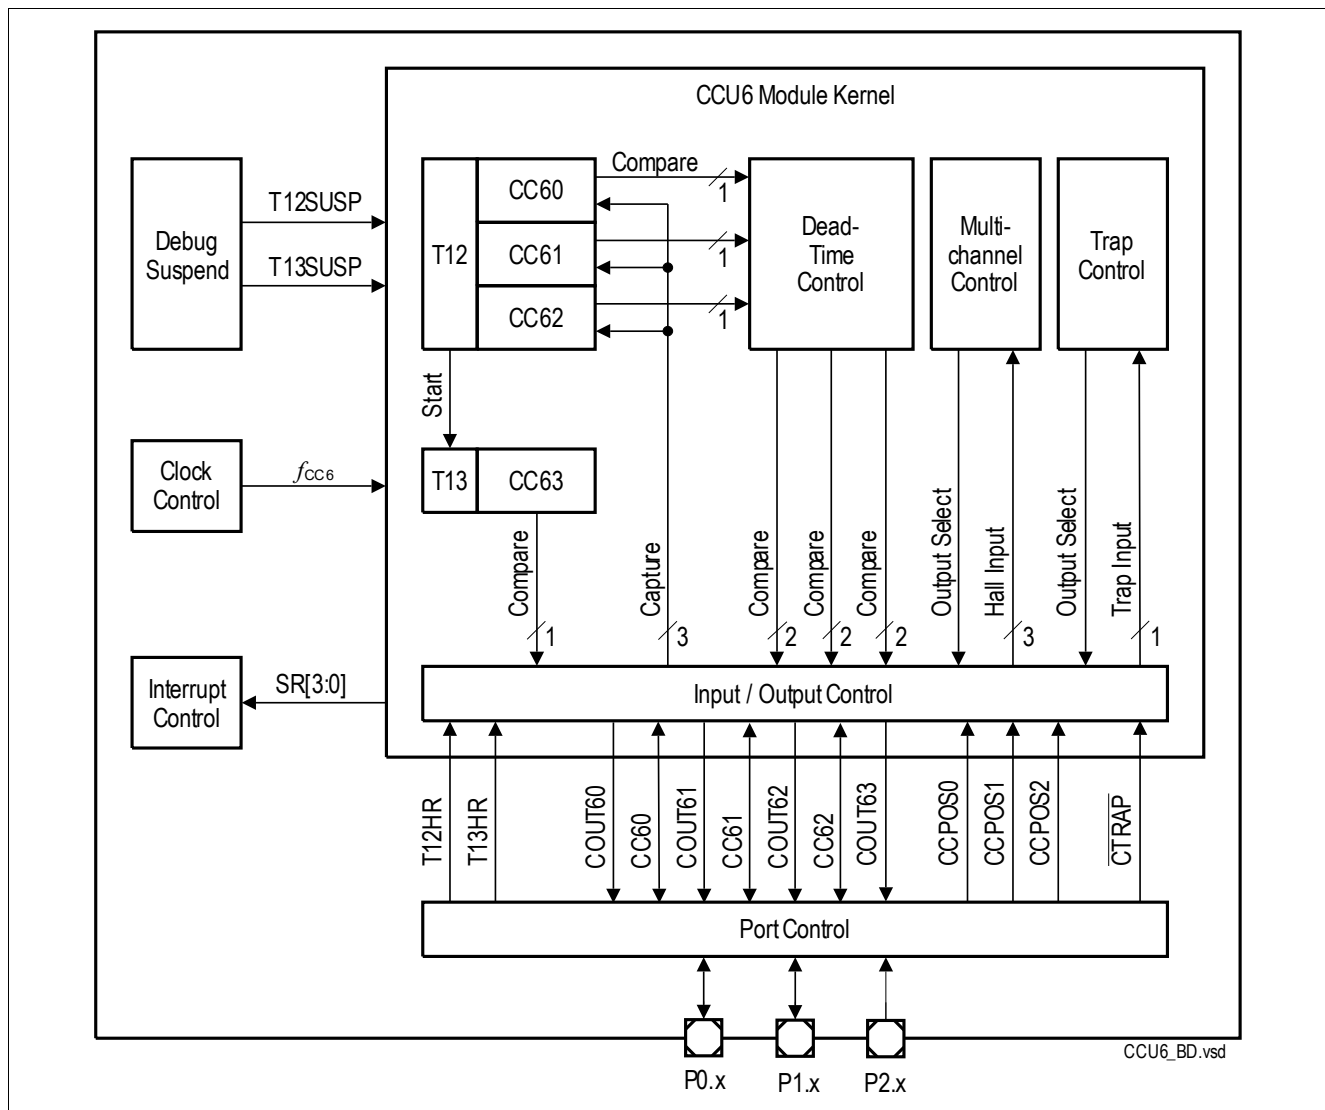 CCU6 Module Kernel
Debug
Suspend
T12SUSP
T13SUSP
T12
CC60
CC61
CC62
Compare
1
1
1
Dead-
Time
Control
Multi-
channel
Control
Trap
Control
Start
Clock
Control
fCC6
T13
CC63
Compare
1
Capture
3
Compare
2
Compare
2
Compare
2
Output Select
Hall Input
3
Output Select
Trap Input
1
Interrupt
Control
SR[3:0]
Input / Output Control
T12HR
T13HR
COUT60
CC60
COUT61
CC61
COUT62
CC62
COUT63
CCPOS0
CCPOS1
CCPOS2
CTRAP
Port Control
P0.x
P1.x
P2.x
CCU6_BD.vsd